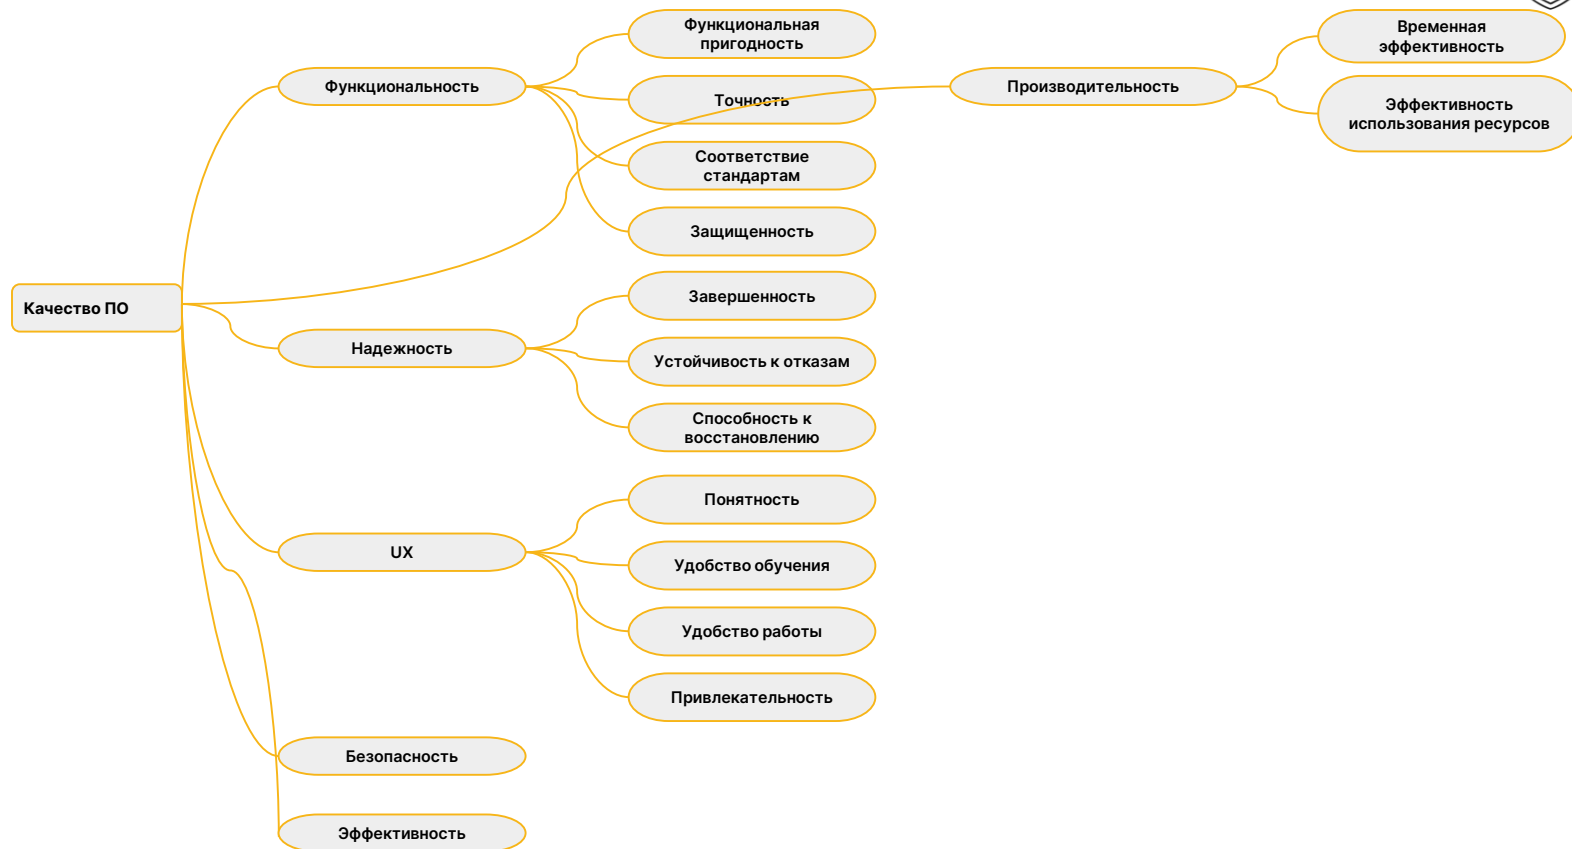 Качество ПО
Функциональность
Функциональная
пригодность
Точность
Соответствие
стандартам
Защищенность
Надежность
Завершенность
Устойчивость к отказам
Способность к
восстановлению
UX
Понятность
Удобство обучения
Удобство работы
Привлекательность
Безопасность
Эффективность
Производительность
Временная
эффективность
Эффективность
использования ресурсов